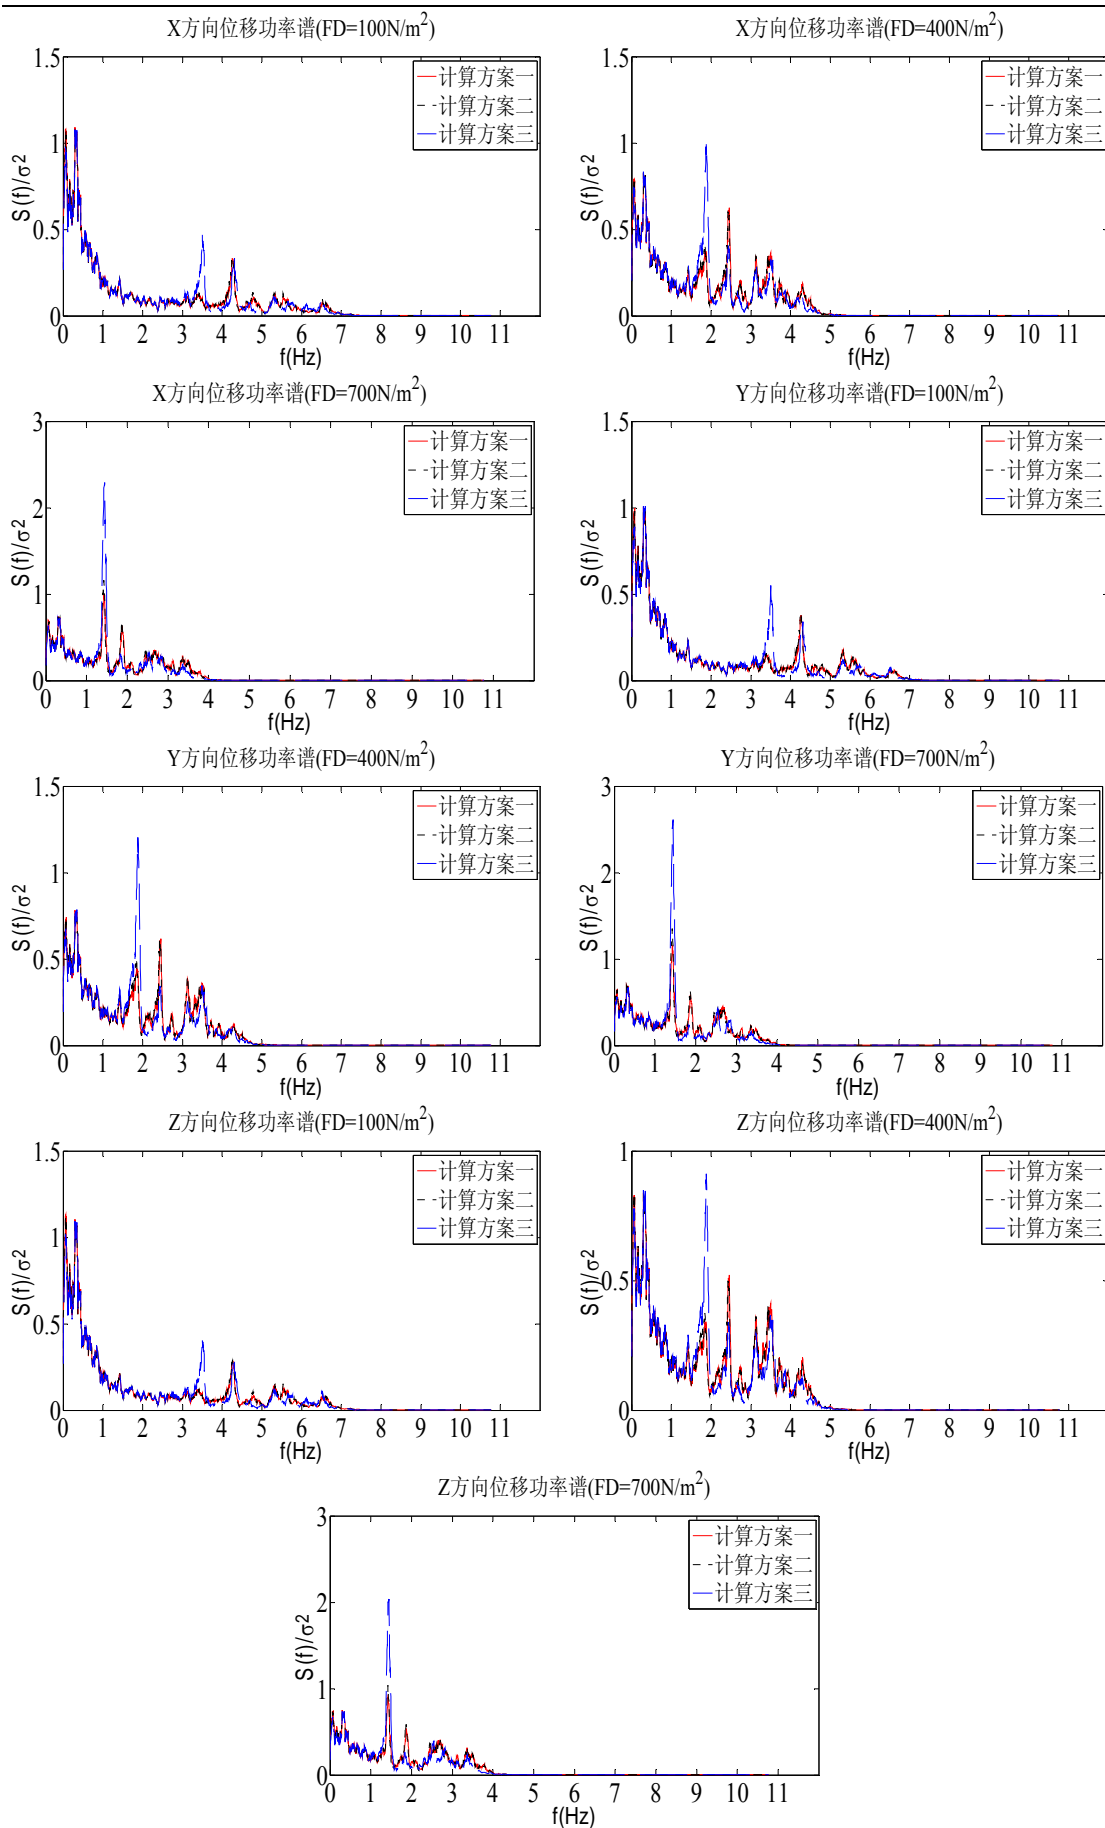 X方向位移功率谱(FD=100N/m²)
1.5
1
0.5
0
S(f)/σ²
计算方案一
计算方案二
计算方案三
0 1 2 3 4 5 6 7 8 9 10 11
f(Hz)
X方向位移功率谱(FD=400N/m²)
1.5
1
0.5
0
S(f)/σ²
计算方案一
计算方案二
计算方案三
0 1 2 3 4 5 6 7 8 9 10 11
f(Hz)
X方向位移功率谱(FD=700N/m²)
3
2
1
0
S(f)/σ²
计算方案一
计算方案二
计算方案三
0 1 2 3 4 5 6 7 8 9 10 11
f(Hz)
Y方向位移功率谱(FD=100N/m²)
1.5
1
0.5
0
S(f)/σ²
计算方案一
计算方案二
计算方案三
0 1 2 3 4 5 6 7 8 9 10 11
f(Hz)
Y方向位移功率谱(FD=400N/m²)
1.5
1
0.5
0
S(f)/σ²
计算方案一
计算方案二
计算方案三
0 1 2 3 4 5 6 7 8 9 10 11
f(Hz)
Y方向位移功率谱(FD=700N/m²)
3
2
1
0
S(f)/σ²
计算方案一
计算方案二
计算方案三
0 1 2 3 4 5 6 7 8 9 10 11
f(Hz)
Z方向位移功率谱(FD=100N/m²)
1.5
1
0.5
0
S(f)/σ²
计算方案一
计算方案二
计算方案三
0 1 2 3 4 5 6 7 8 9 10 11
f(Hz)
Z方向位移功率谱(FD=400N/m²)
1
0.5
0
S(f)/σ²
计算方案一
计算方案二
计算方案三
0 1 2 3 4 5 6 7 8 9 10 11
f(Hz)
Z方向位移功率谱(FD=700N/m²)
3
2
1
0
S(f)/σ²
计算方案一
计算方案二
计算方案三
0 1 2 3 4 5 6 7 8 9 10 11
f(Hz)